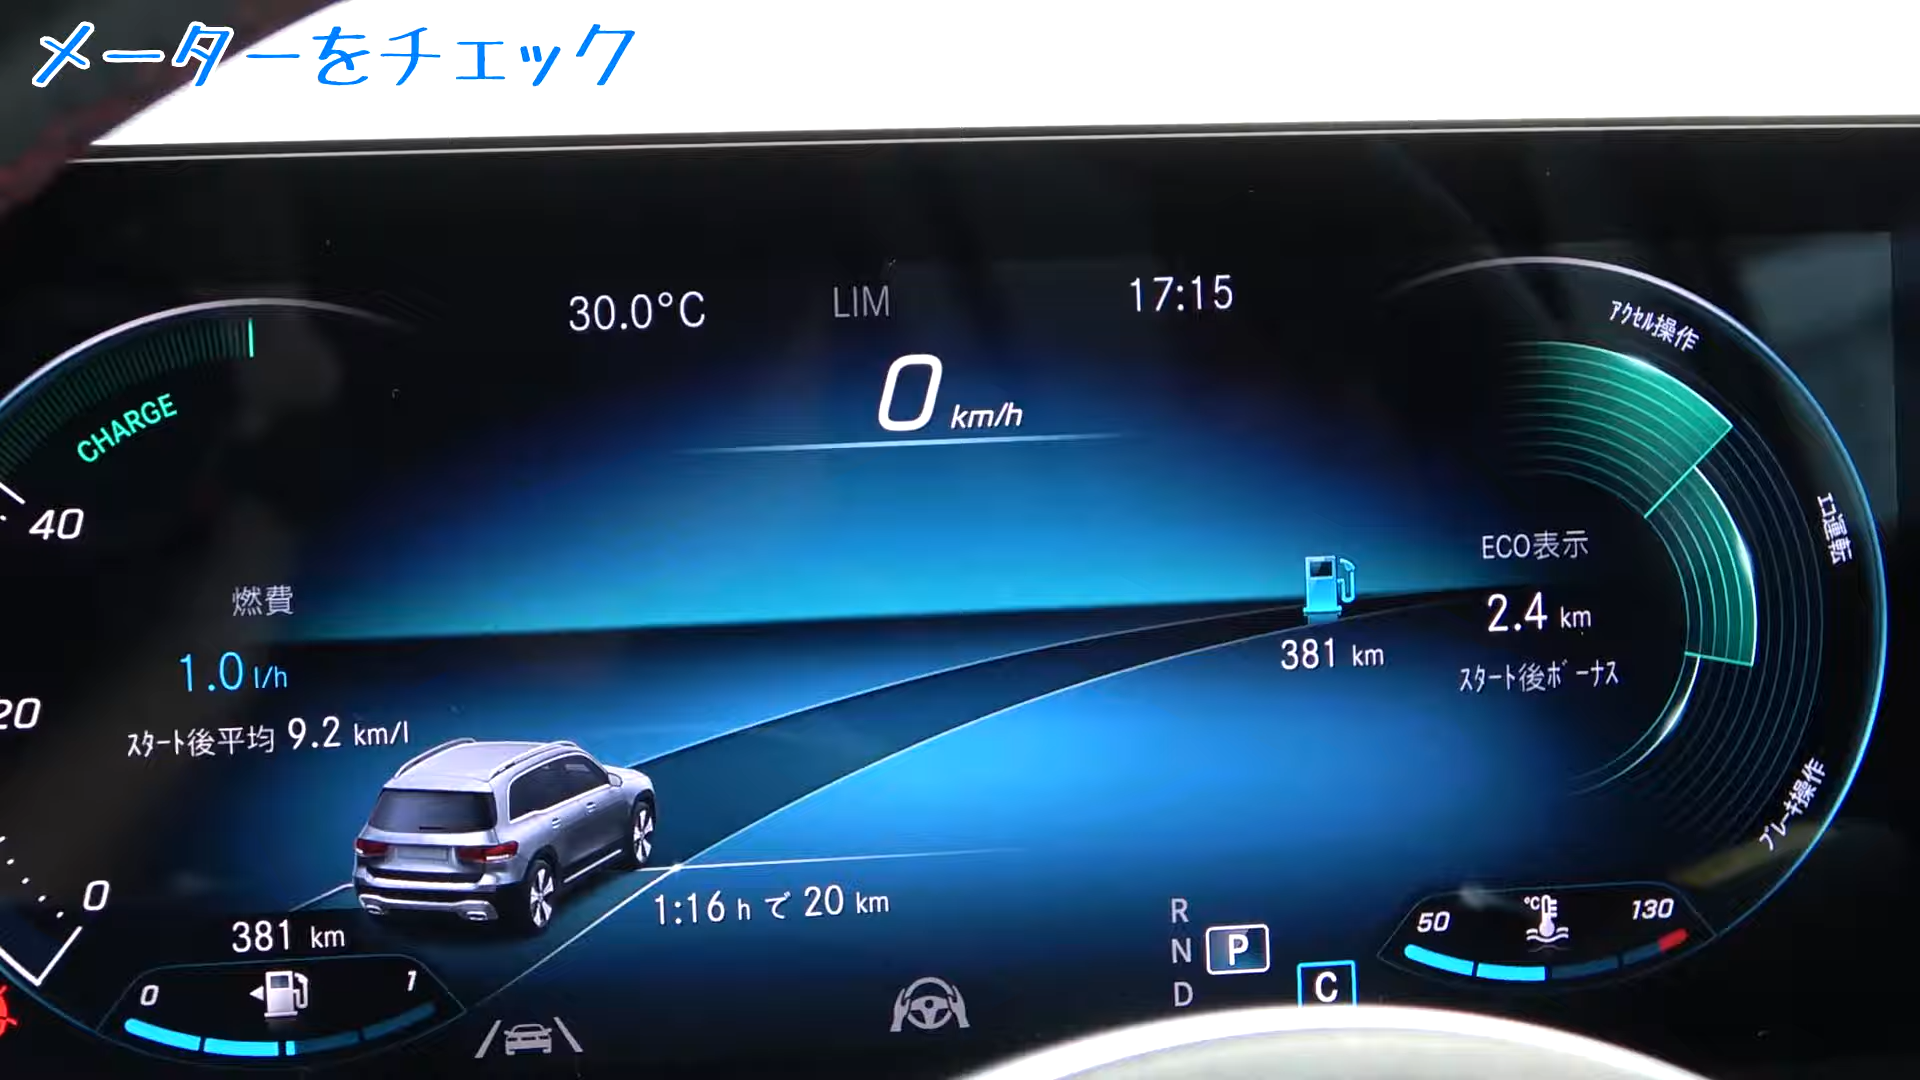 メーターをチェック
30.0°C
LIM
17:15
0 km/h
CHARGE
40
20
0
燃費
1.0 l/h
スタート後平均 9.2 km/l
381 km
0
1
1:16 h で 20 km
381 km
ECO表示
2.4 km
スタート後ボーナス
アクセル操作
エコ運転
ブレーキ操作
R
N
P
D
C
50
°C
130